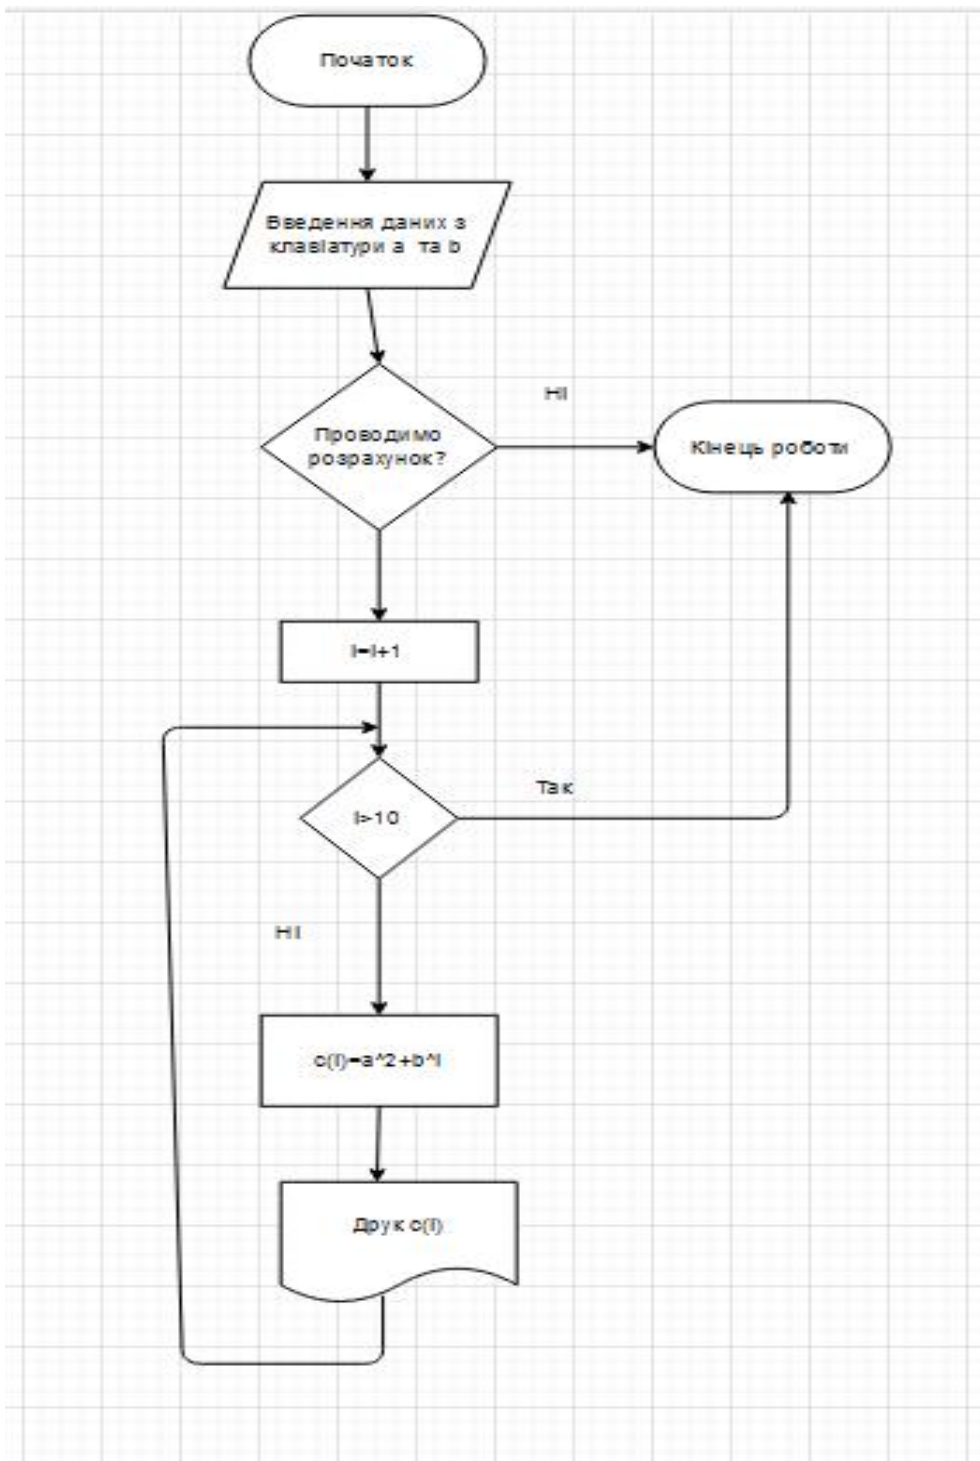 Початок
Введення даних з
клавіатури a та b
Проводимо
розрахунок?
НІ
Кінець роботи
I=I+1
I>10
Так
НІ
c(I)=a^2+b^I
Друк c(I)